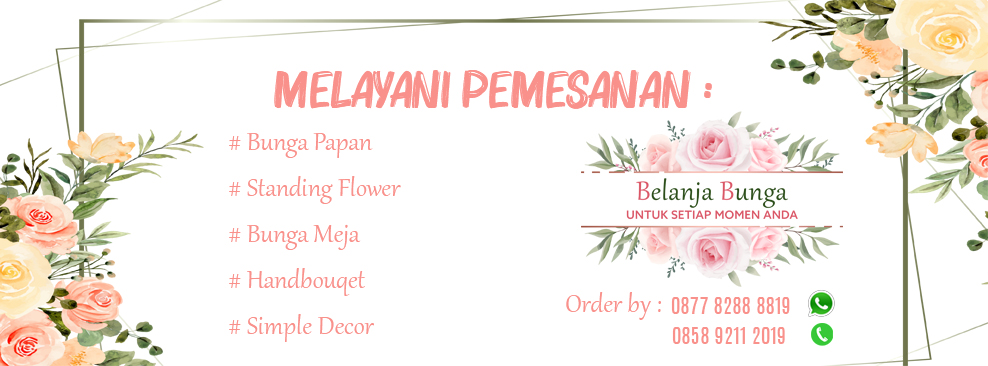 MELAYANI PEMESANAN :
# Bunga Papan
# Standing Flower
# Bunga Meja
# Handbouqet
# Simple Decor
Belanja Bunga
UNTUK SETIAP MOMEN ANDA
Order by : 0877 8288 8819
0858 9211 2019